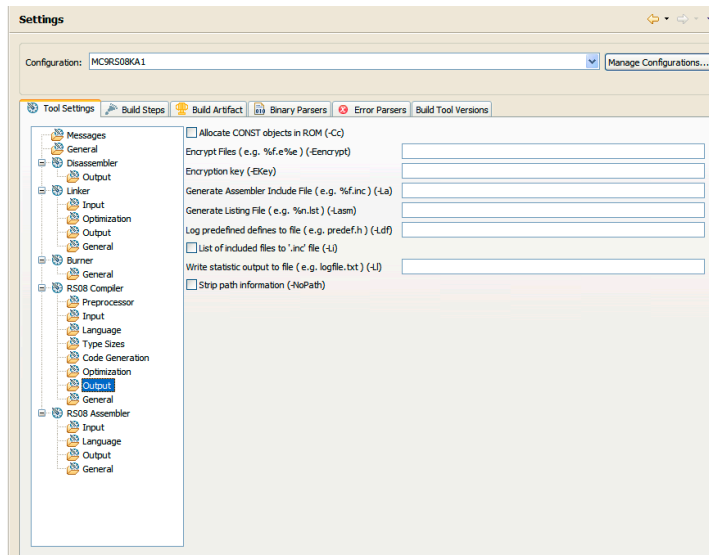 Settings
Configuration: MC9RS08KA1 Manage Configurations...
Tool Settings Build Steps Build Artifact Binary Parsers Error Parsers Build Tool Versions
Messages
General
Disassembler
Output
Linker
Input
Optimization
Output
General
Burner
General
RS08 Compiler
Preprocessor
Input
Language
Type Sizes
Code Generation
Optimization
Output
General
RS08 Assembler
Input
Language
Output
General
Allocate CONST objects in ROM (-Cc)
Encrypt Files ( e.g. %f.e%e ) (-Eencrypt)
Encryption key (-EKey)
Generate Assembler Include File ( e.g. %f.inc ) (-La)
Generate Listing File ( e.g. %n.lst ) (-Lasm)
Log predefined defines to file ( e.g. predef.h ) (-Ldf)
List of included files to '.inc' file (-Li)
Write statistic output to file ( e.g. logfile.txt ) (-Ll)
Strip path information (-NoPath)